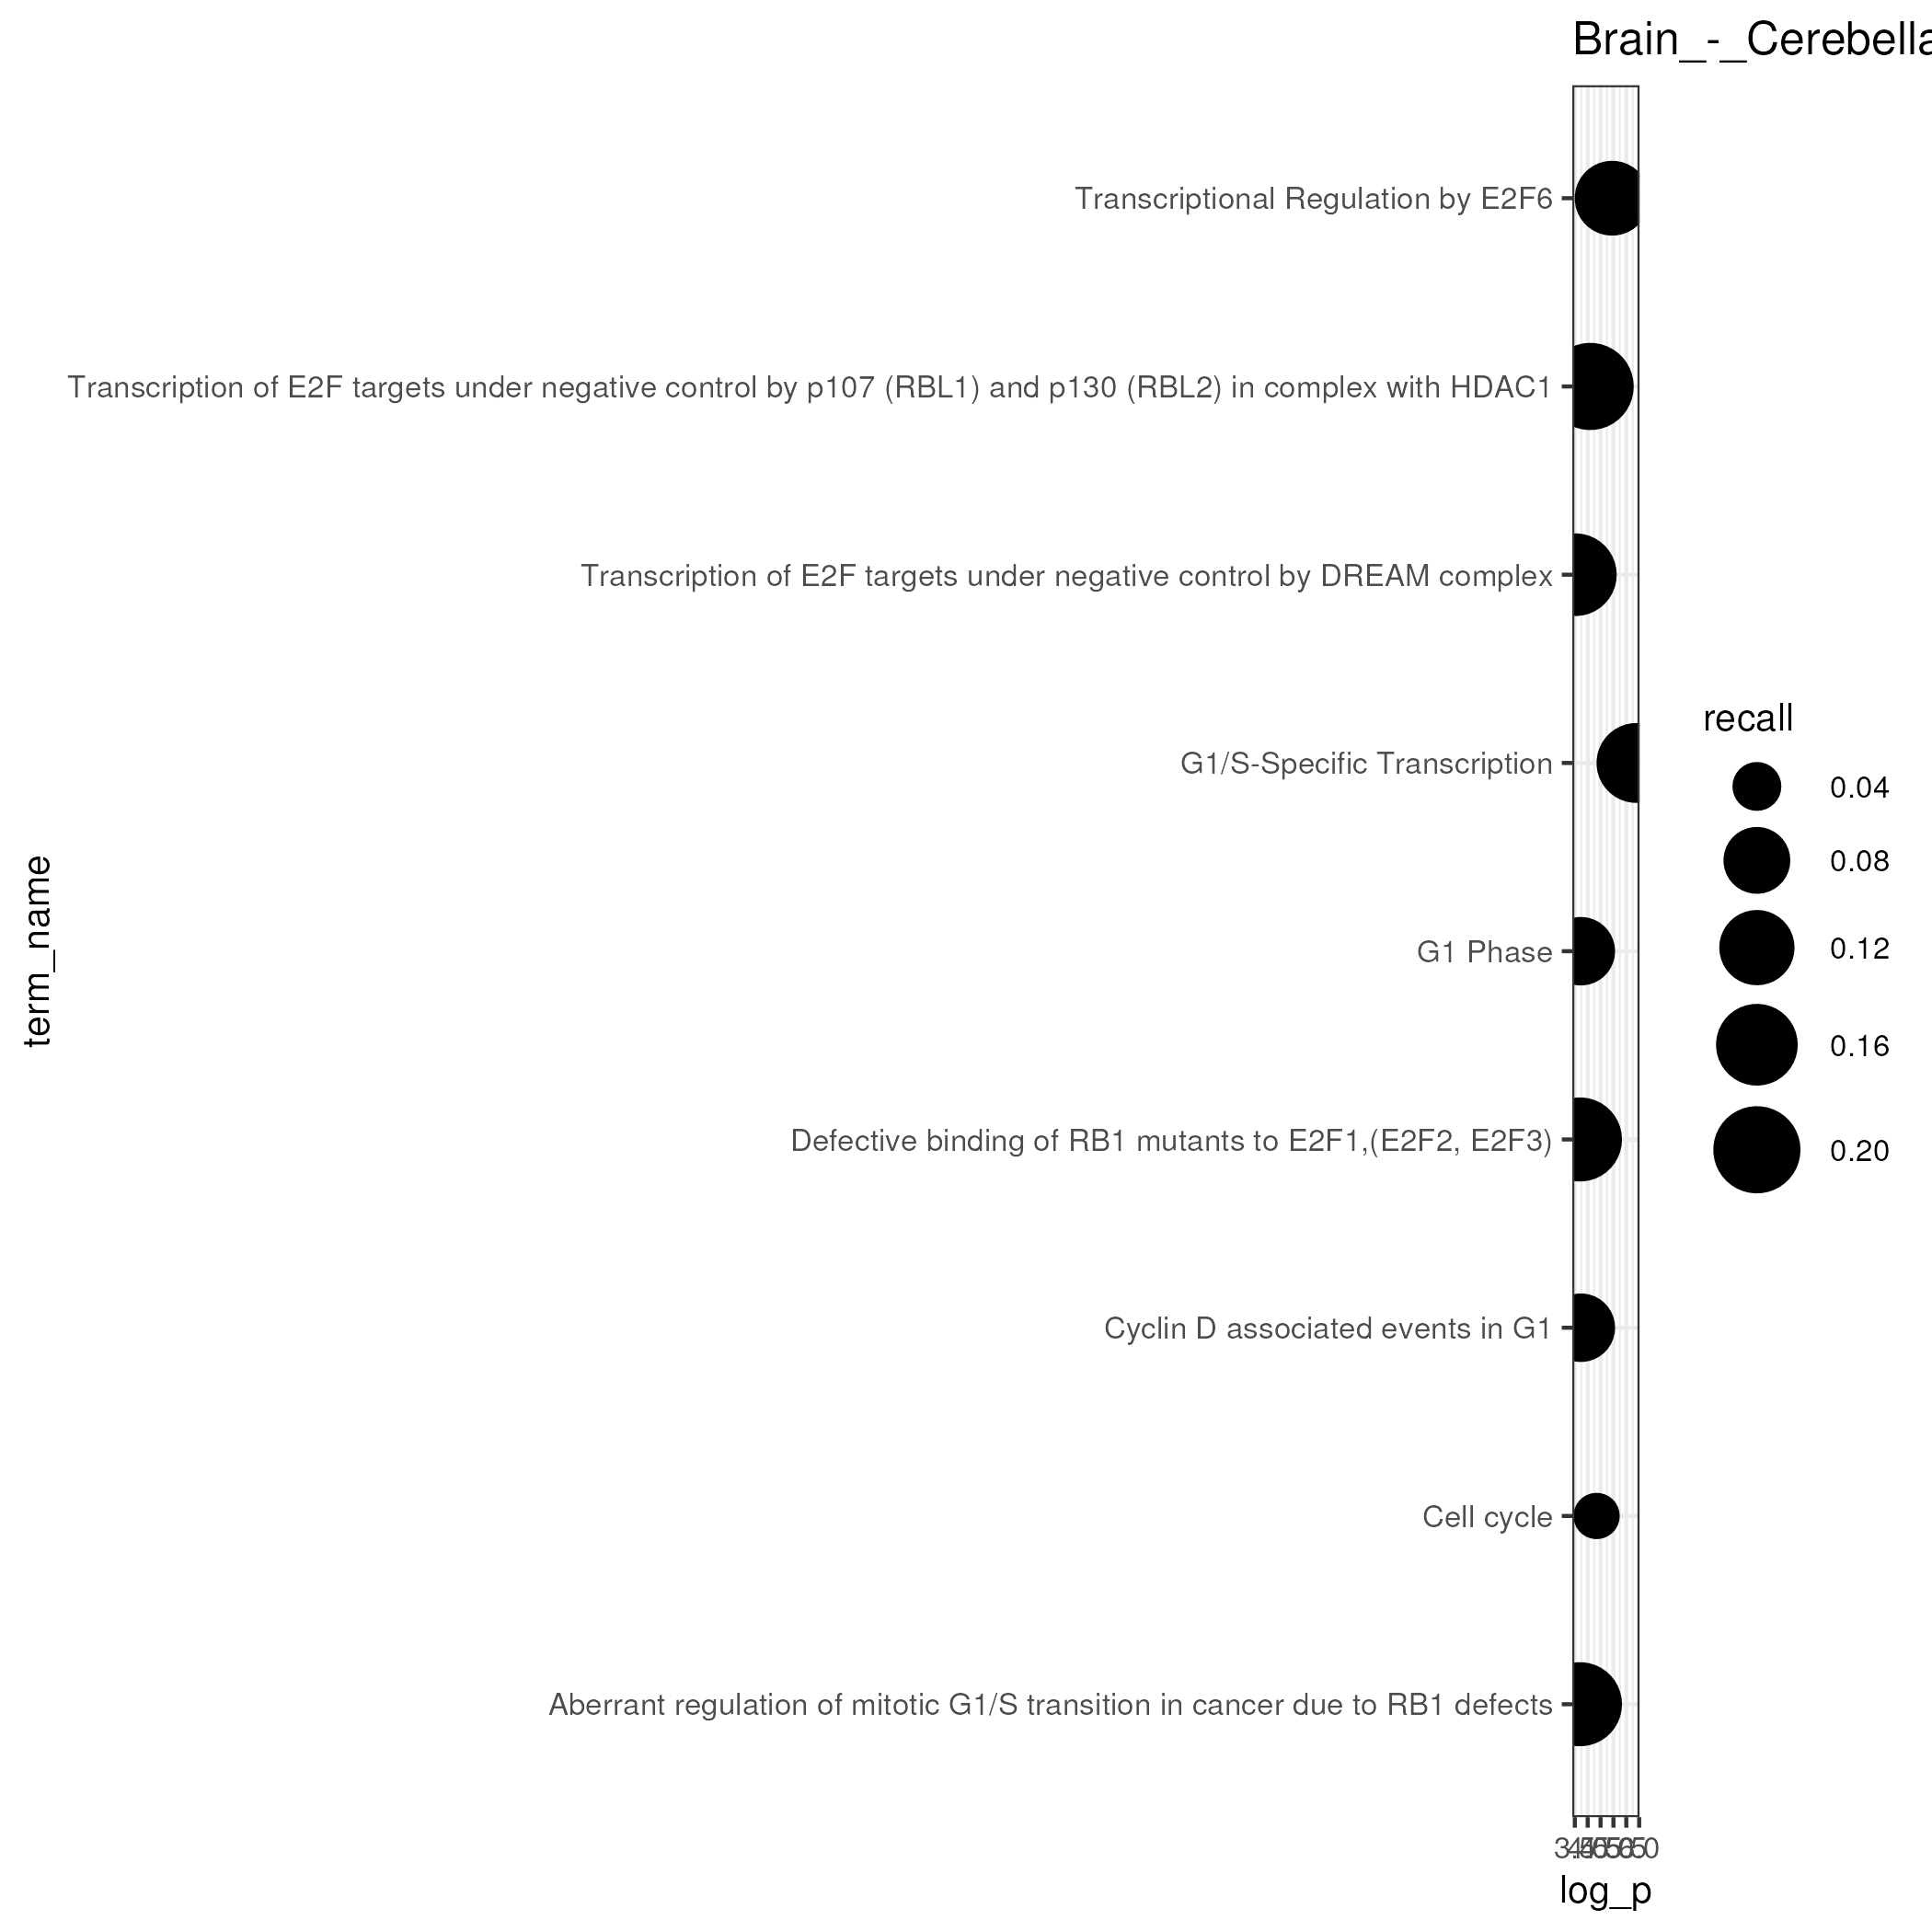 Brain_-_Cerebella
Transcriptional Regulation by E2F6
Transcription of E2F targets under negative control by p107 (RBL1) and p130 (RBL2) in complex with HDAC1
Transcription of E2F targets under negative control by DREAM complex
G1/S-Specific Transcription
G1 Phase
Defective binding of RB1 mutants to E2F1,(E2F2, E2F3)
Cyclin D associated events in G1
Cell cycle
Aberrant regulation of mitotic G1/S transition in cancer due to RB1 defects
term_name
log_p
recall
0.04
0.08
0.12
0.16
0.20